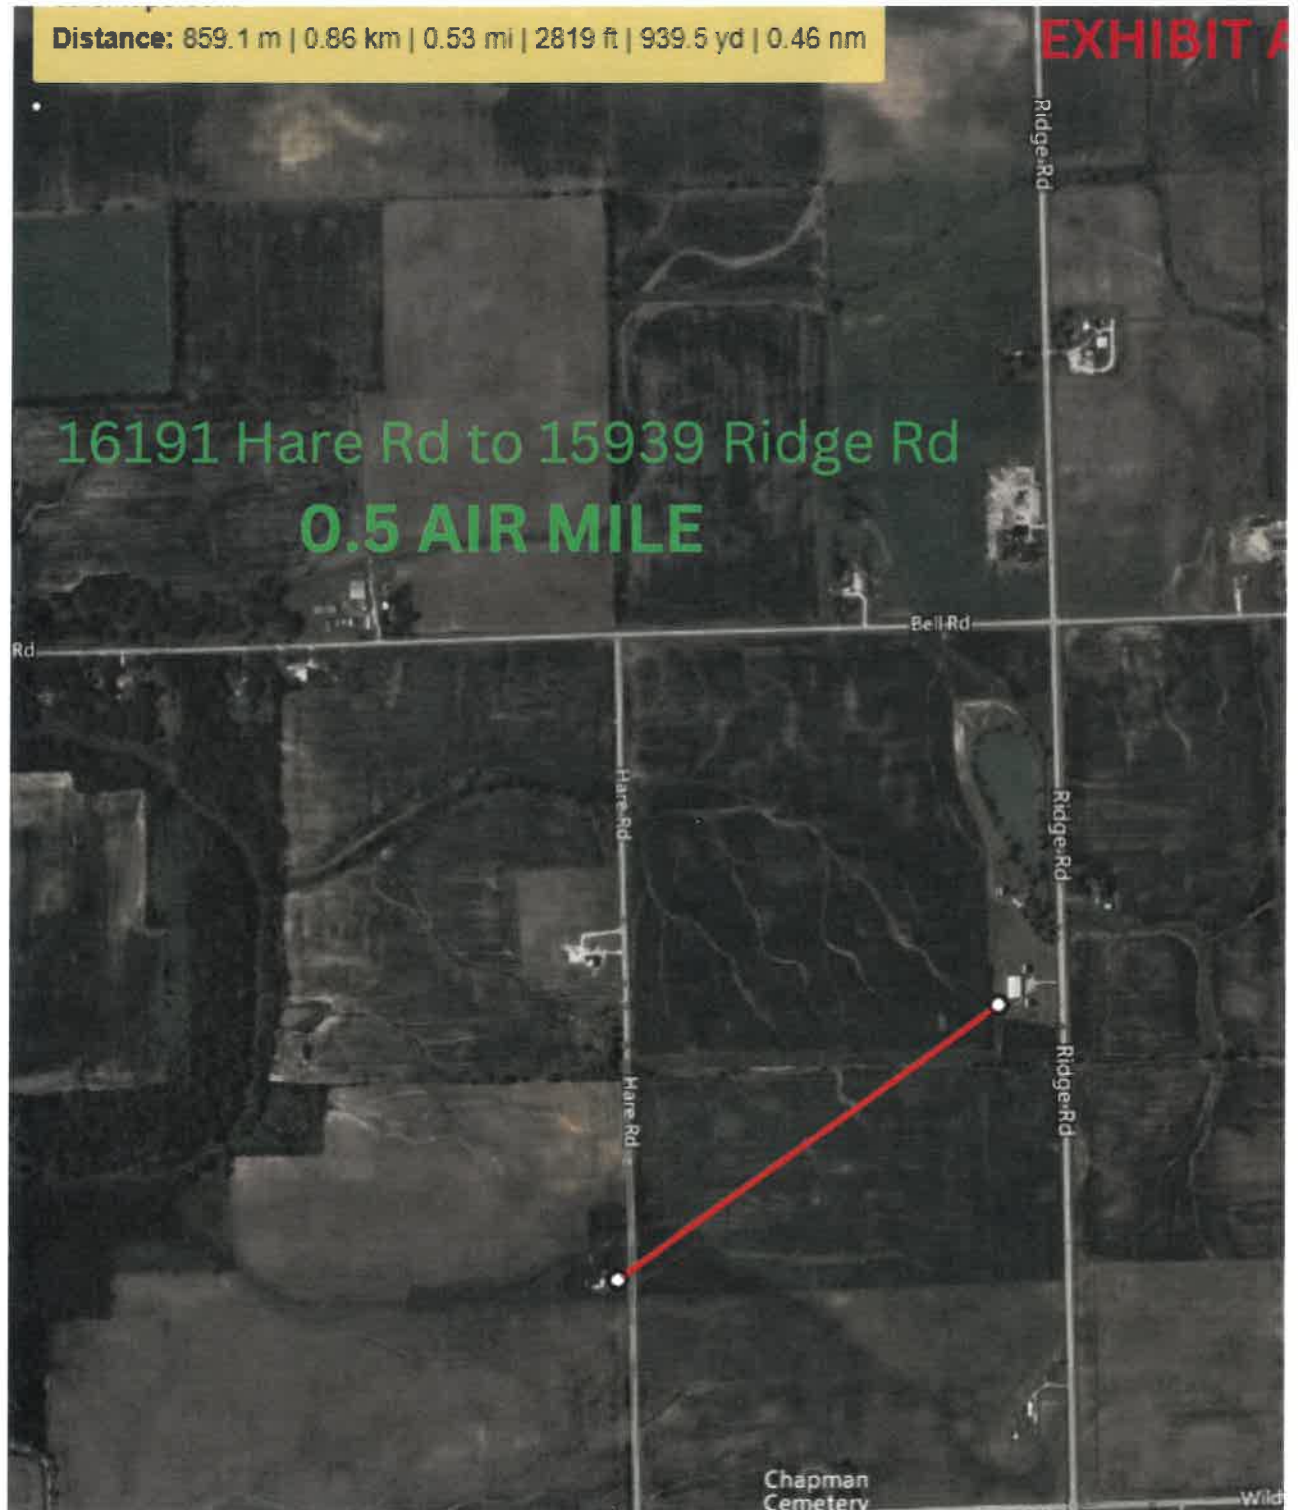 Distance: 859.1 m | 0.86 km | 0.53 mi | 2819 ft | 939.5 yd | 0.46 nm
EXHIBIT A
Ridge Rd
16191 Hare Rd to 15939 Ridge Rd
0.5 AIR MILE
Bell Rd
Rd
Hare Rd
Ridge Rd
Hare Rd
Ridge Rd
Chapman
Cemetery